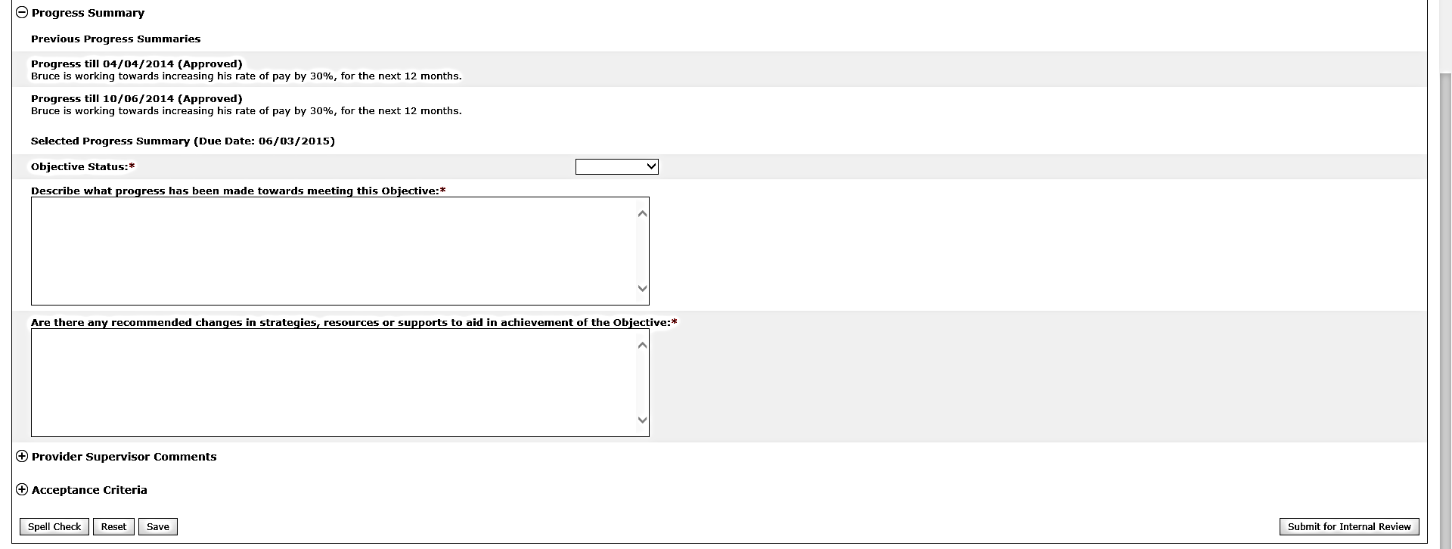 Progress Summary
Previous Progress Summaries
Progress till 04/04/2014 (Approved)
Bruce is working towards increasing his rate of pay by 30%, for the next 12 months.
Progress till 10/06/2014 (Approved)
Bruce is working towards increasing his rate of pay by 30%, for the next 12 months.
Selected Progress Summary (Due Date: 06/03/2015)
Objective Status:*
Describe what progress has been made towards meeting this Objective:*
Are there any recommended changes in strategies, resources or supports to aid in achievement of the Objective:*
Provider Supervisor Comments
Acceptance Criteria
Spell Check Reset Save Submit for Internal Review